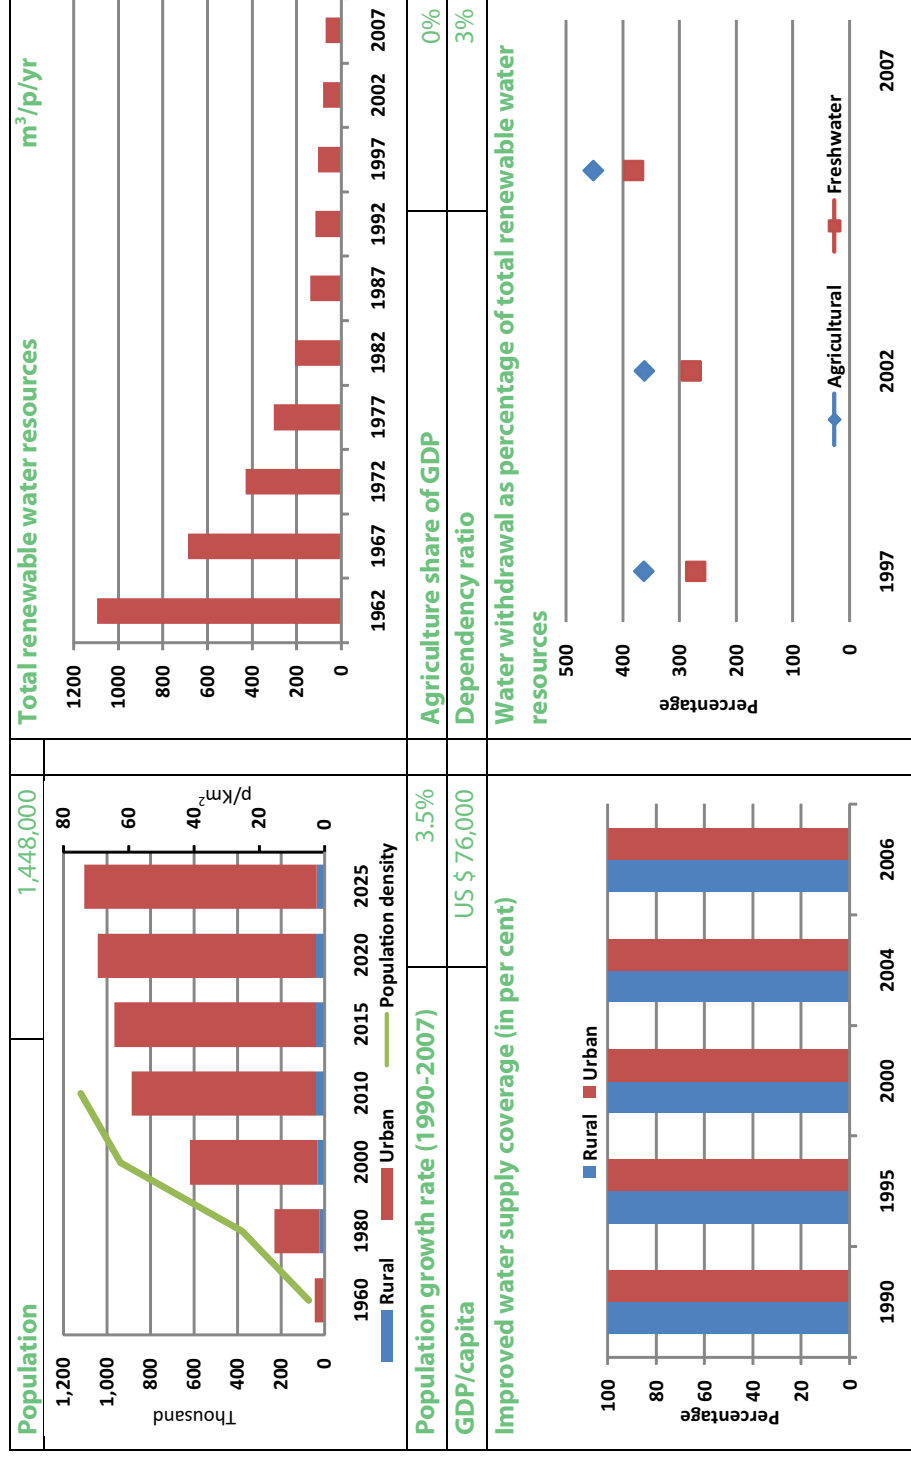 Population
1,448,000
Total renewable water resources
m³/p/yr
1,200
1,000
800
600
400
200
0
Thousand
80
60
40
20
0
p/Km²
1960
1980
2000
2010
2015
2020
2025
Rural
Urban
Population density
1200
1000
800
600
400
200
0
1962
1967
1972
1977
1982
1987
1992
1997
2002
2007
Population growth rate (1990-2007)
3.5%
Agriculture share of GDP
0%
GDP/capita
US $ 76,000
Dependency ratio
3%
Improved water supply coverage (in per cent)
Rural
Urban
100
80
60
40
20
0
Percentage
1990
1995
2000
2004
2006
Water withdrawal as percentage of total renewable water
resources
500
400
300
200
100
0
Percentage
Agricultural
Freshwater
1997
2002
2007